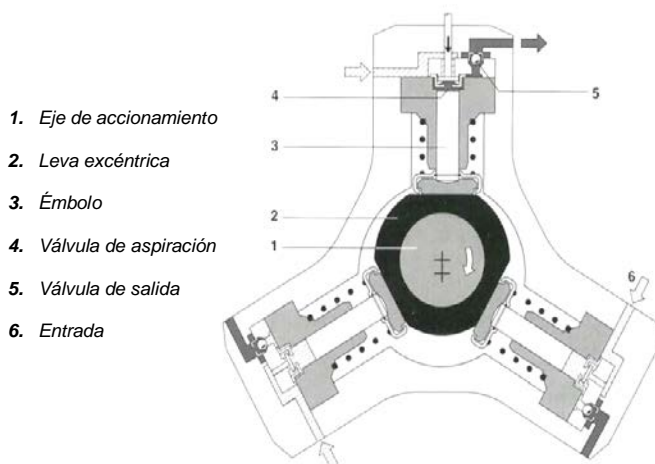 1. Eje de accionamiento
2. Leva excéntrica
3. Émbolo
4. Válvula de aspiración
5. Válvula de salida
6. Entrada
4
5
3
2
1
6